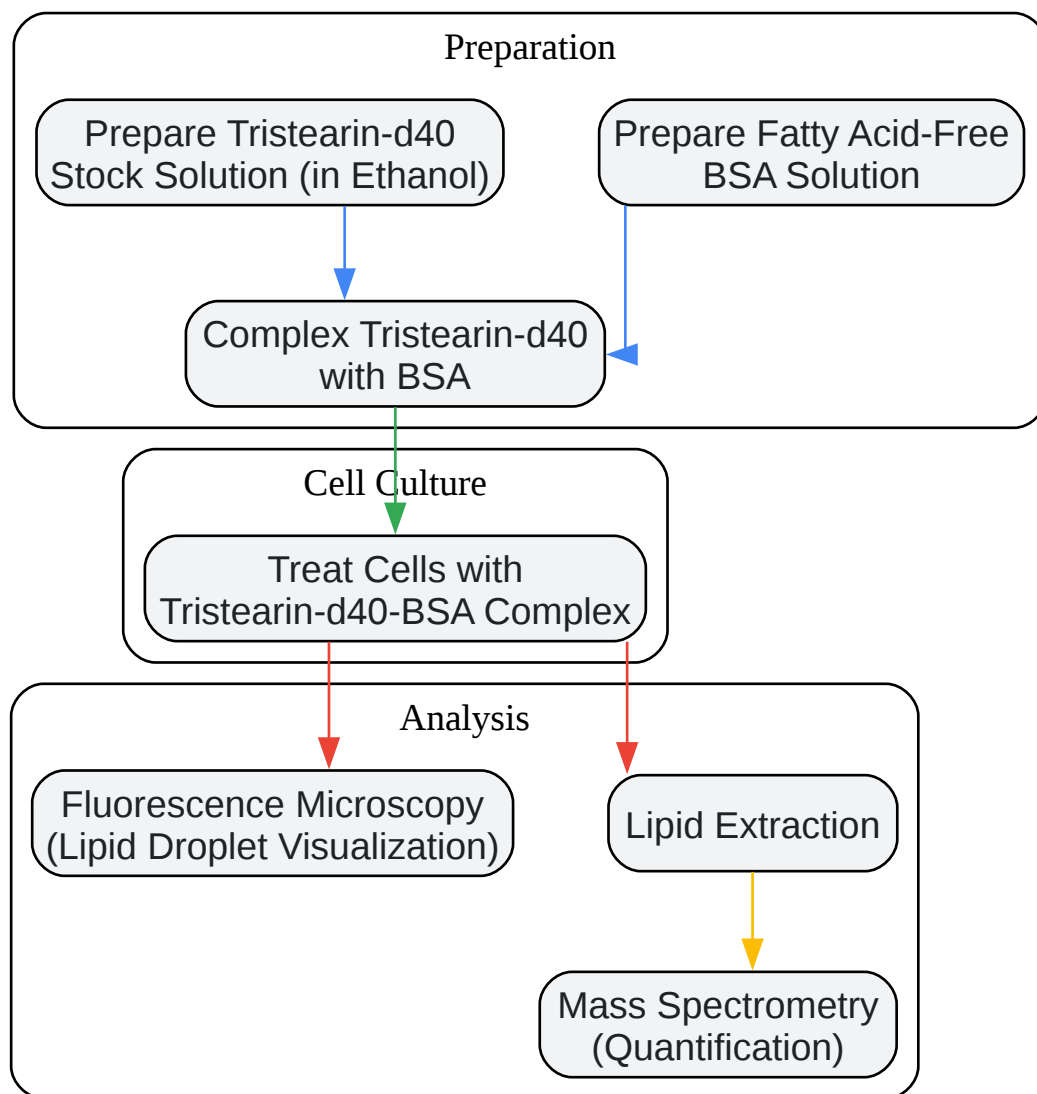 Preparation
Prepare Tristearin-d40
Stock Solution (in Ethanol)
Prepare Fatty Acid-Free
BSA Solution
Complex Tristearin-d40
with BSA
Cell Culture
Treat Cells with
Tristearin-d40-BSA Complex
Analysis
Fluorescence Microscopy
(Lipid Droplet Visualization)
Lipid Extraction
Mass Spectrometry
(Quantification)